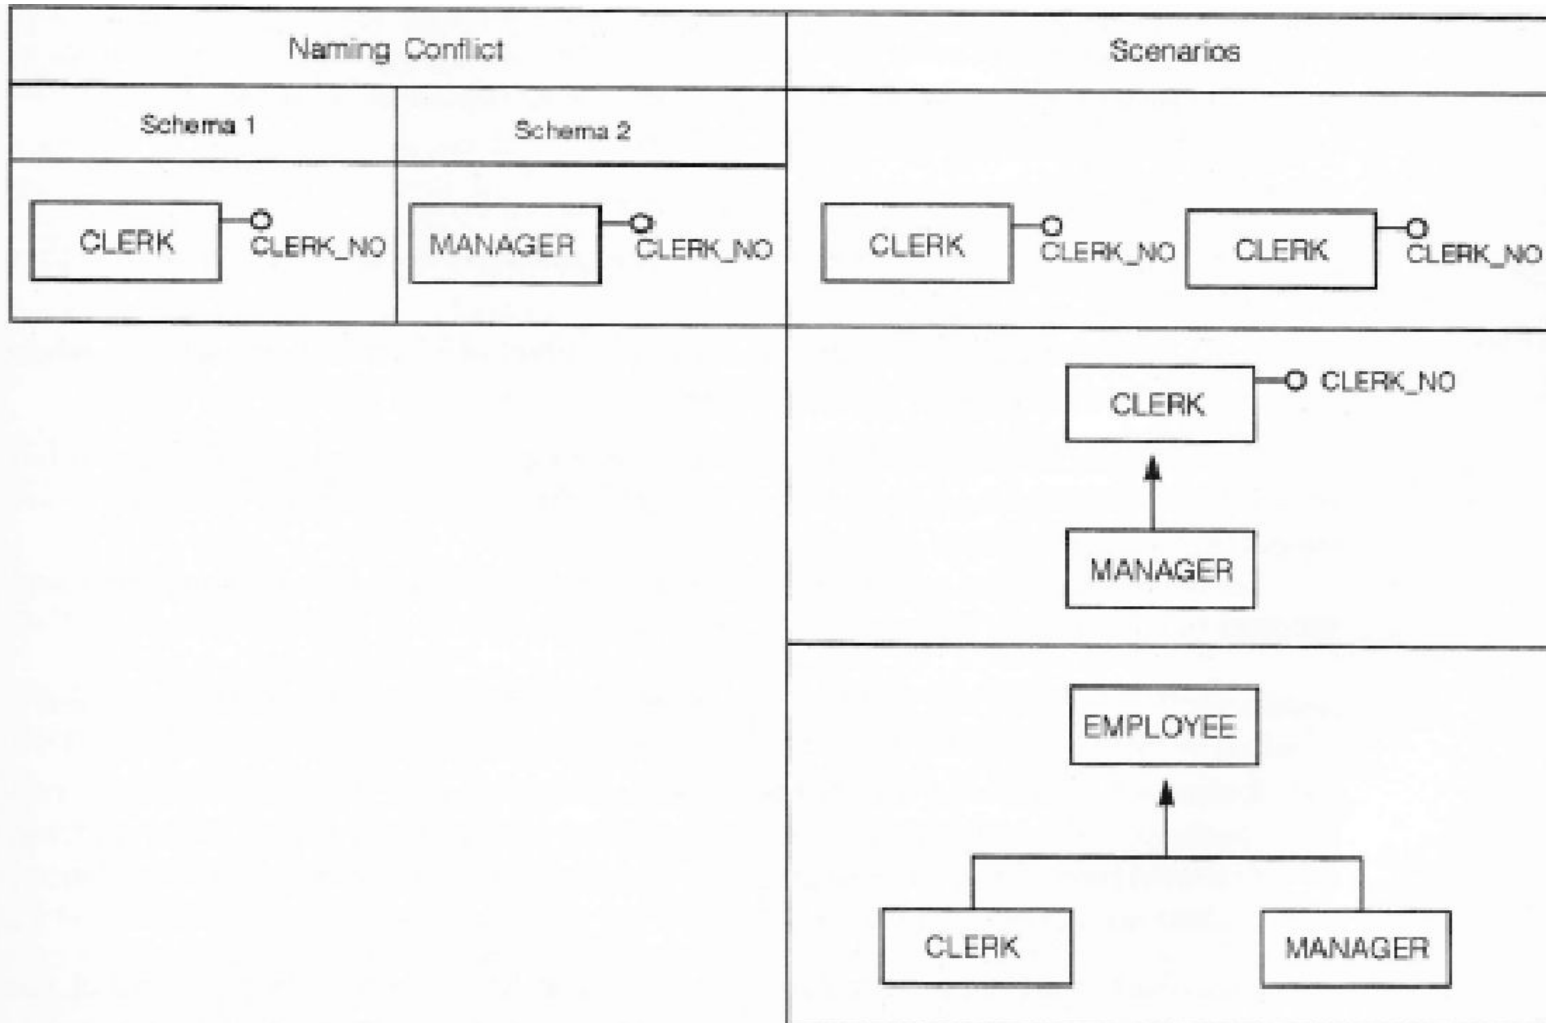 Naming Conflict
Scenarios
Schema 1
Schema 2
CLERK
CLERK_NO
MANAGER
CLERK_NO
CLERK
CLERK_NO
CLERK
CLERK_NO
CLERK
CLERK_NO
MANAGER
EMPLOYEE
CLERK
MANAGER